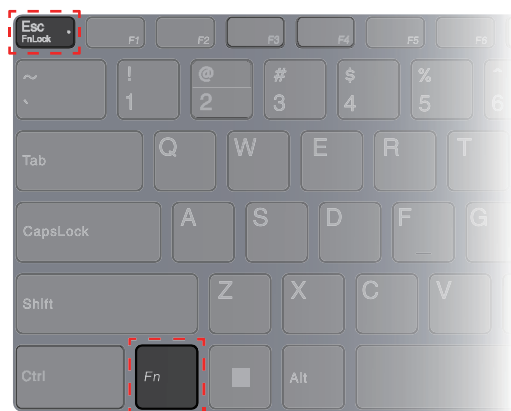 Esc
FnLock F1 F2 F3 F4 F5 F6
~ ! @ # $ % ^
` 1 2 3 4 5 6
Tab Q W E R T
CapsLock A S D F G
Shift Z X C V
Ctrl Fn Alt